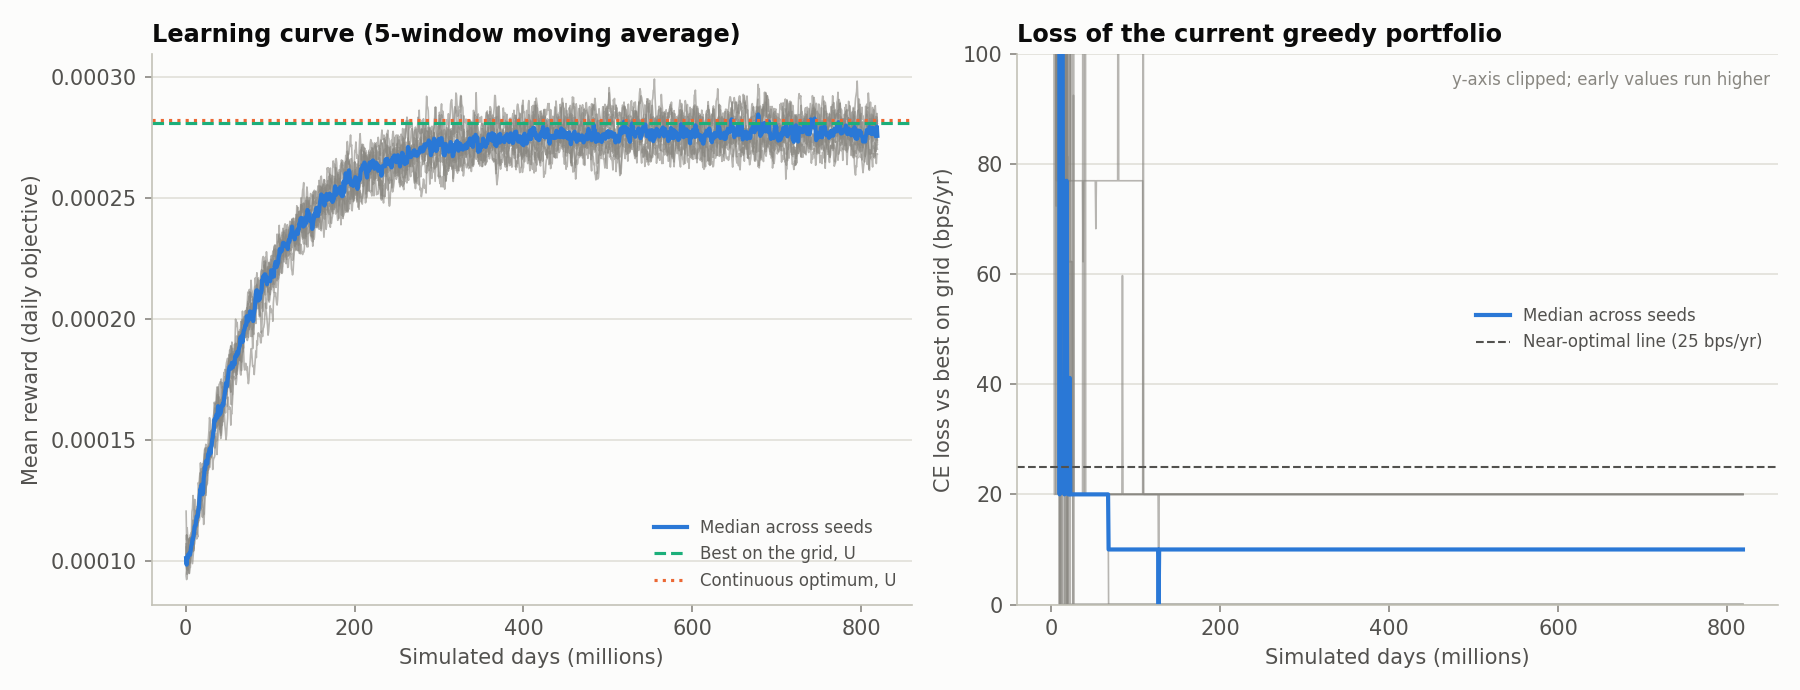 Learning curve (5-window moving average)
Mean reward (daily objective)
0.00030
0.00025
0.00020
0.00015
0.00010
Median across seeds
Best on the grid, U
Continuous optimum, U
0
200
400
600
800
Simulated days (millions)
Loss of the current greedy portfolio
CE loss vs best on grid (bps/yr)
100
80
60
40
20
0
y-axis clipped; early values run higher
Median across seeds
Near-optimal line (25 bps/yr)
0
200
400
600
800
Simulated days (millions)